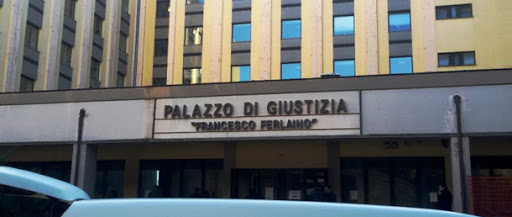 PALAZZO DI GIUSTIZIA
"FRANCESCO FERLAINO"